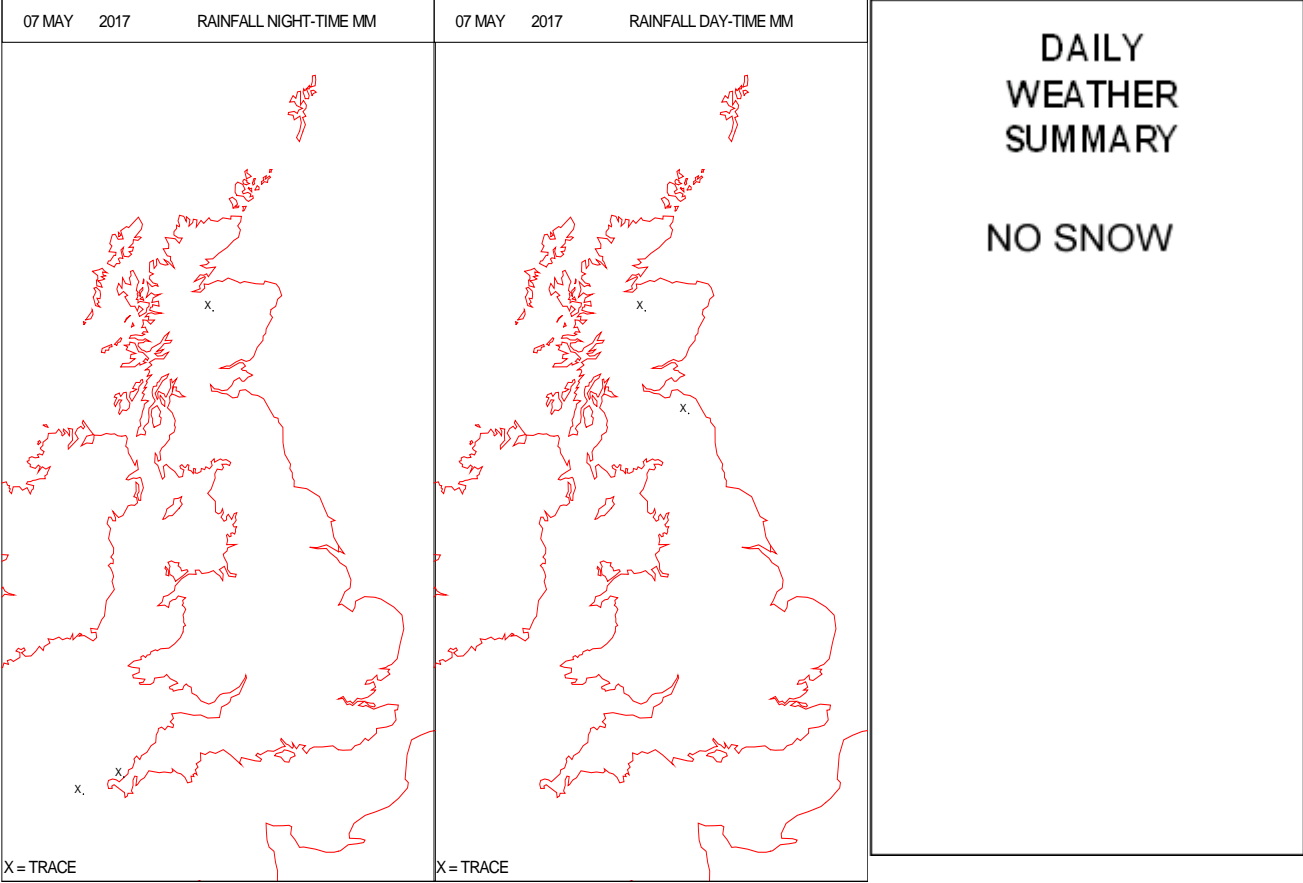 07 MAY 2017 RAINFALL NIGHT-TIME MM
X.
X.
X.
X = TRACE
07 MAY 2017 RAINFALL DAY-TIME MM
X.
X.
X = TRACE
DAILY
WEATHER
SUMMARY
NO SNOW